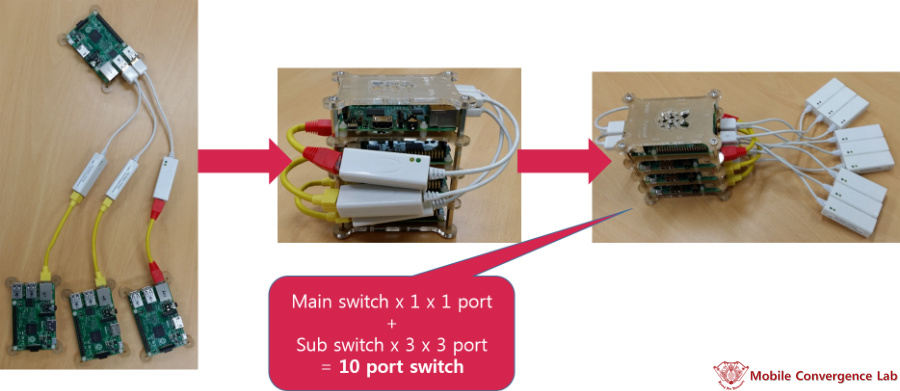 Main switch x 1 x 1 port
+
Sub switch x 3 x 3 port
= 10 port switch
Mobile Convergence Lab